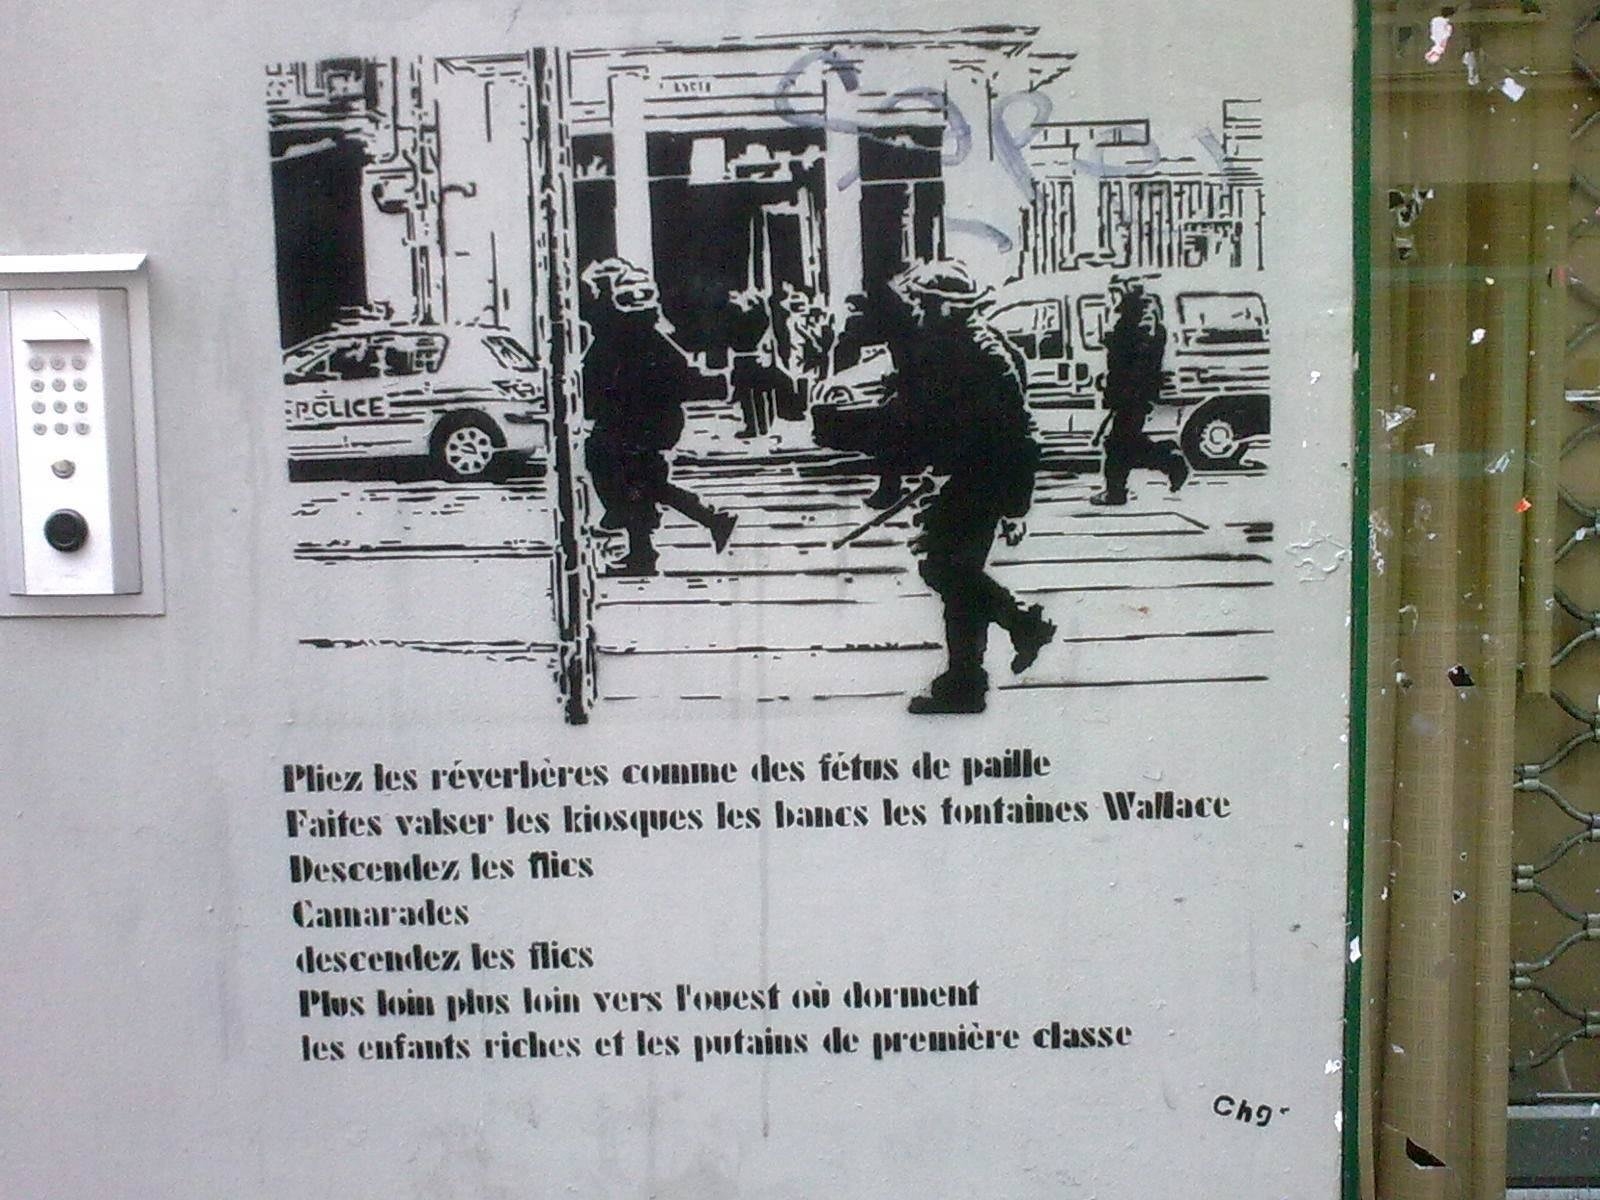 POLICE
Pliez les réverbères comme des fétus de paille
Faites valser les kiosques les bancs les fontaines Wallace
Descendez les flics
Camarades
descendez les flics
Plus loin plus loin vers l'ouest où dorment
les enfants riches et les putains de première classe